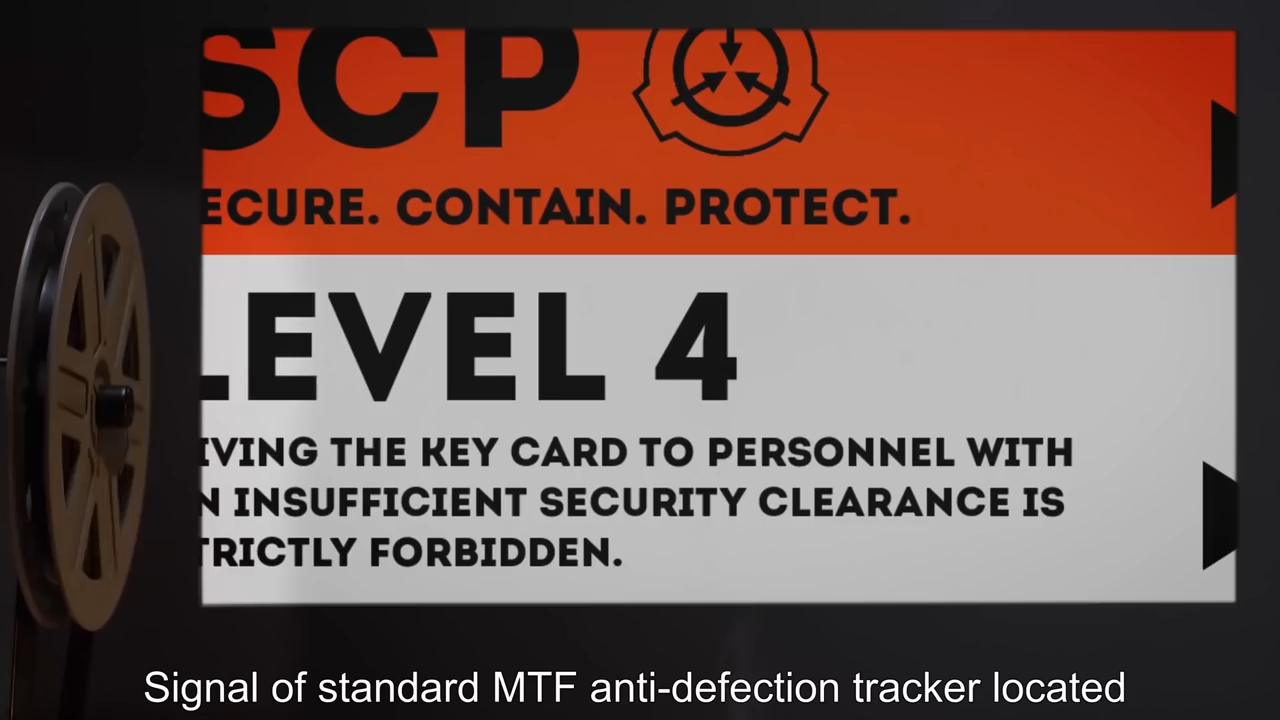 SCP
ECURE. CONTAIN. PROTECT.
LEVEL 4
IVING THE KEY CARD TO PERSONNEL WITH
N INSUFFICIENT SECURITY CLEARANCE IS
TRICTLY FORBIDDEN.
Signal of standard MTF anti-defection tracker located